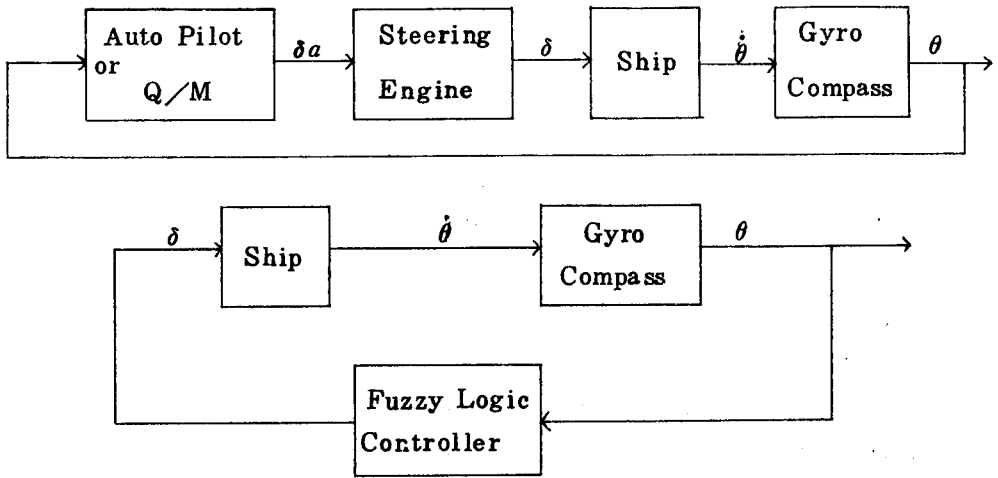 Auto Pilot
or
Q/M
δa
Steering
Engine
δ
Ship
θ̇
Gyro
Compass
θ
δ
Ship
θ̇
Gyro
Compass
θ
Fuzzy Logic
Controller